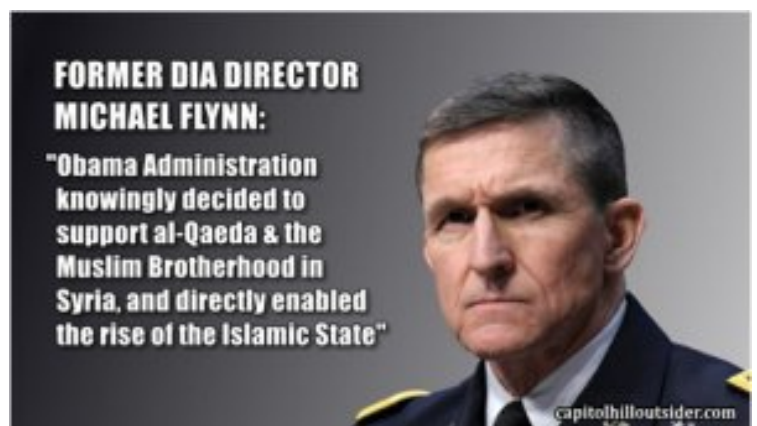 FORMER DIA DIRECTOR
MICHAEL FLYNN:
"Obama Administration
knowingly decided to
support al-Qaeda & the
Muslim Brotherhood in
Syria, and directly enabled
the rise of the Islamic State"
capitolhilloutsider.com